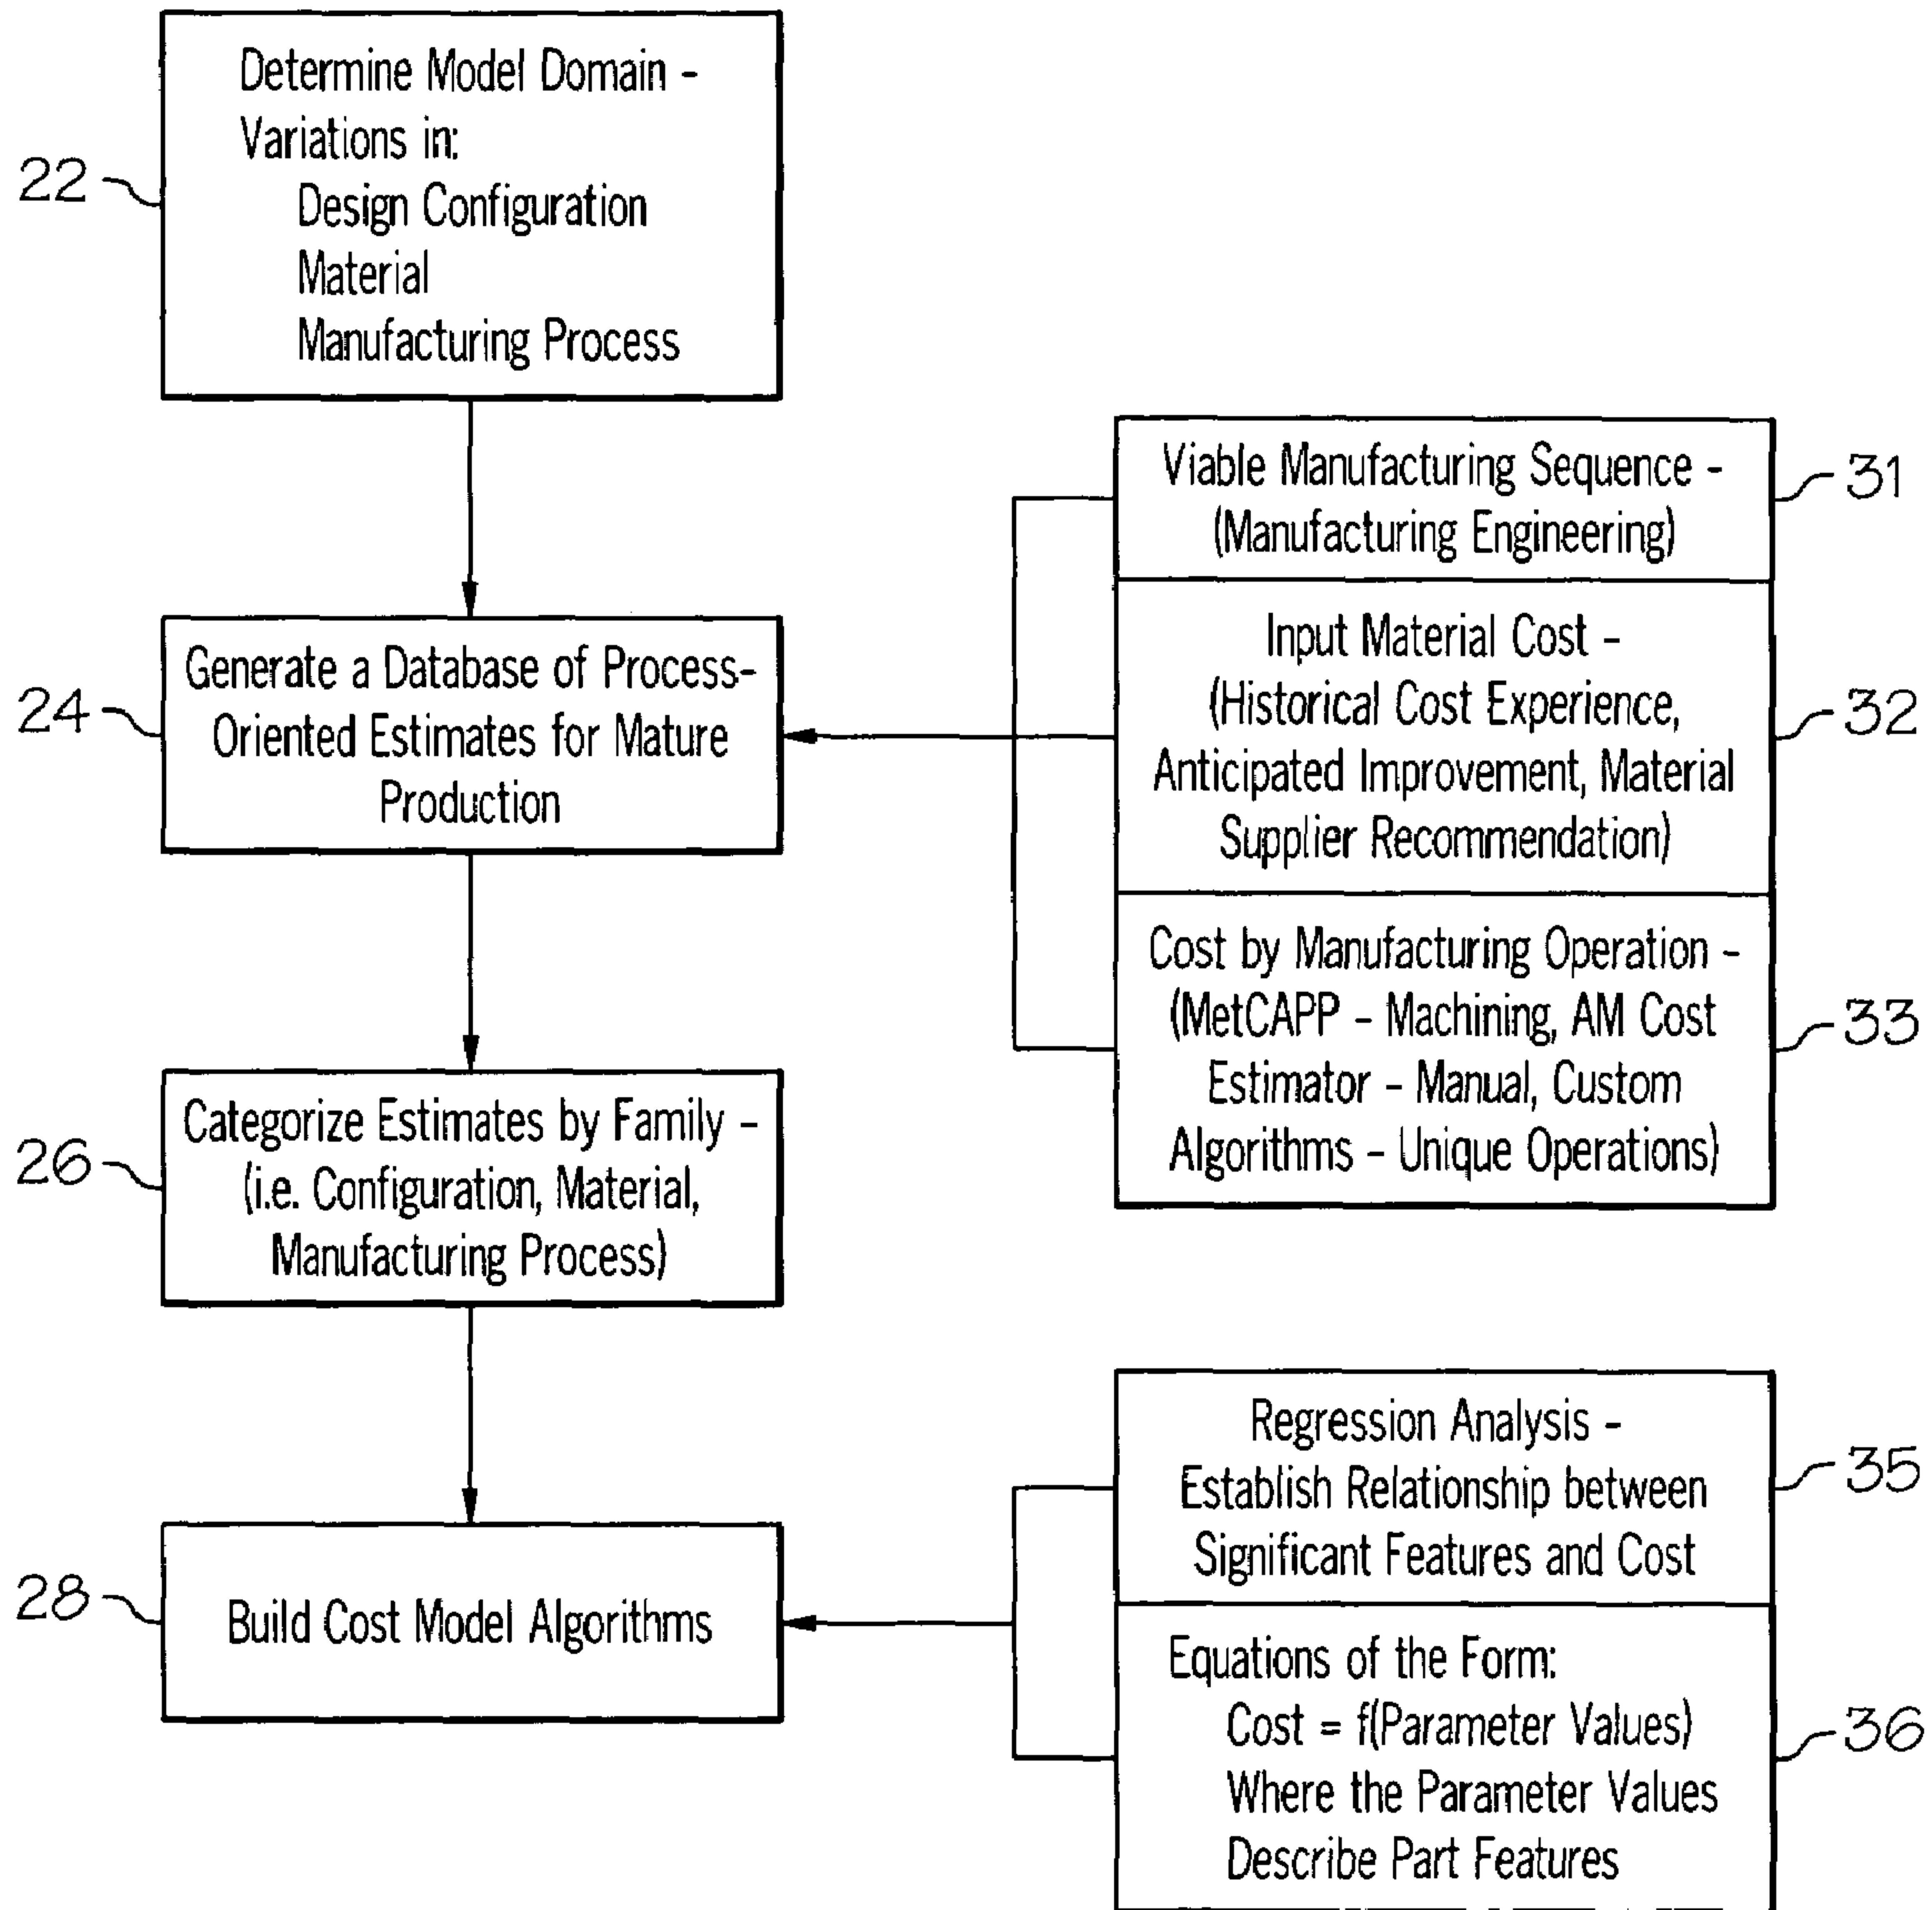 Determine Model Domain -
Variations in:
Design Configuration
Material
Manufacturing Process
22
Generate a Database of Process-
Oriented Estimates for Mature
Production
24
Viable Manufacturing Sequence -
(Manufacturing Engineering)
31
Input Material Cost -
(Historical Cost Experience,
Anticipated Improvement, Material
Supplier Recommendation)
32
Cost by Manufacturing Operation -
(MetCAPP - Machining, AM Cost
Estimator - Manual, Custom
Algorithms - Unique Operations)
33
Categorize Estimates by Family -
(i.e. Configuration, Material,
Manufacturing Process)
26
Build Cost Model Algorithms
28
Regression Analysis -
Establish Relationship between
Significant Features and Cost
35
Equations of the Form:
Cost = f(Parameter Values)
Where the Parameter Values
Describe Part Features
36